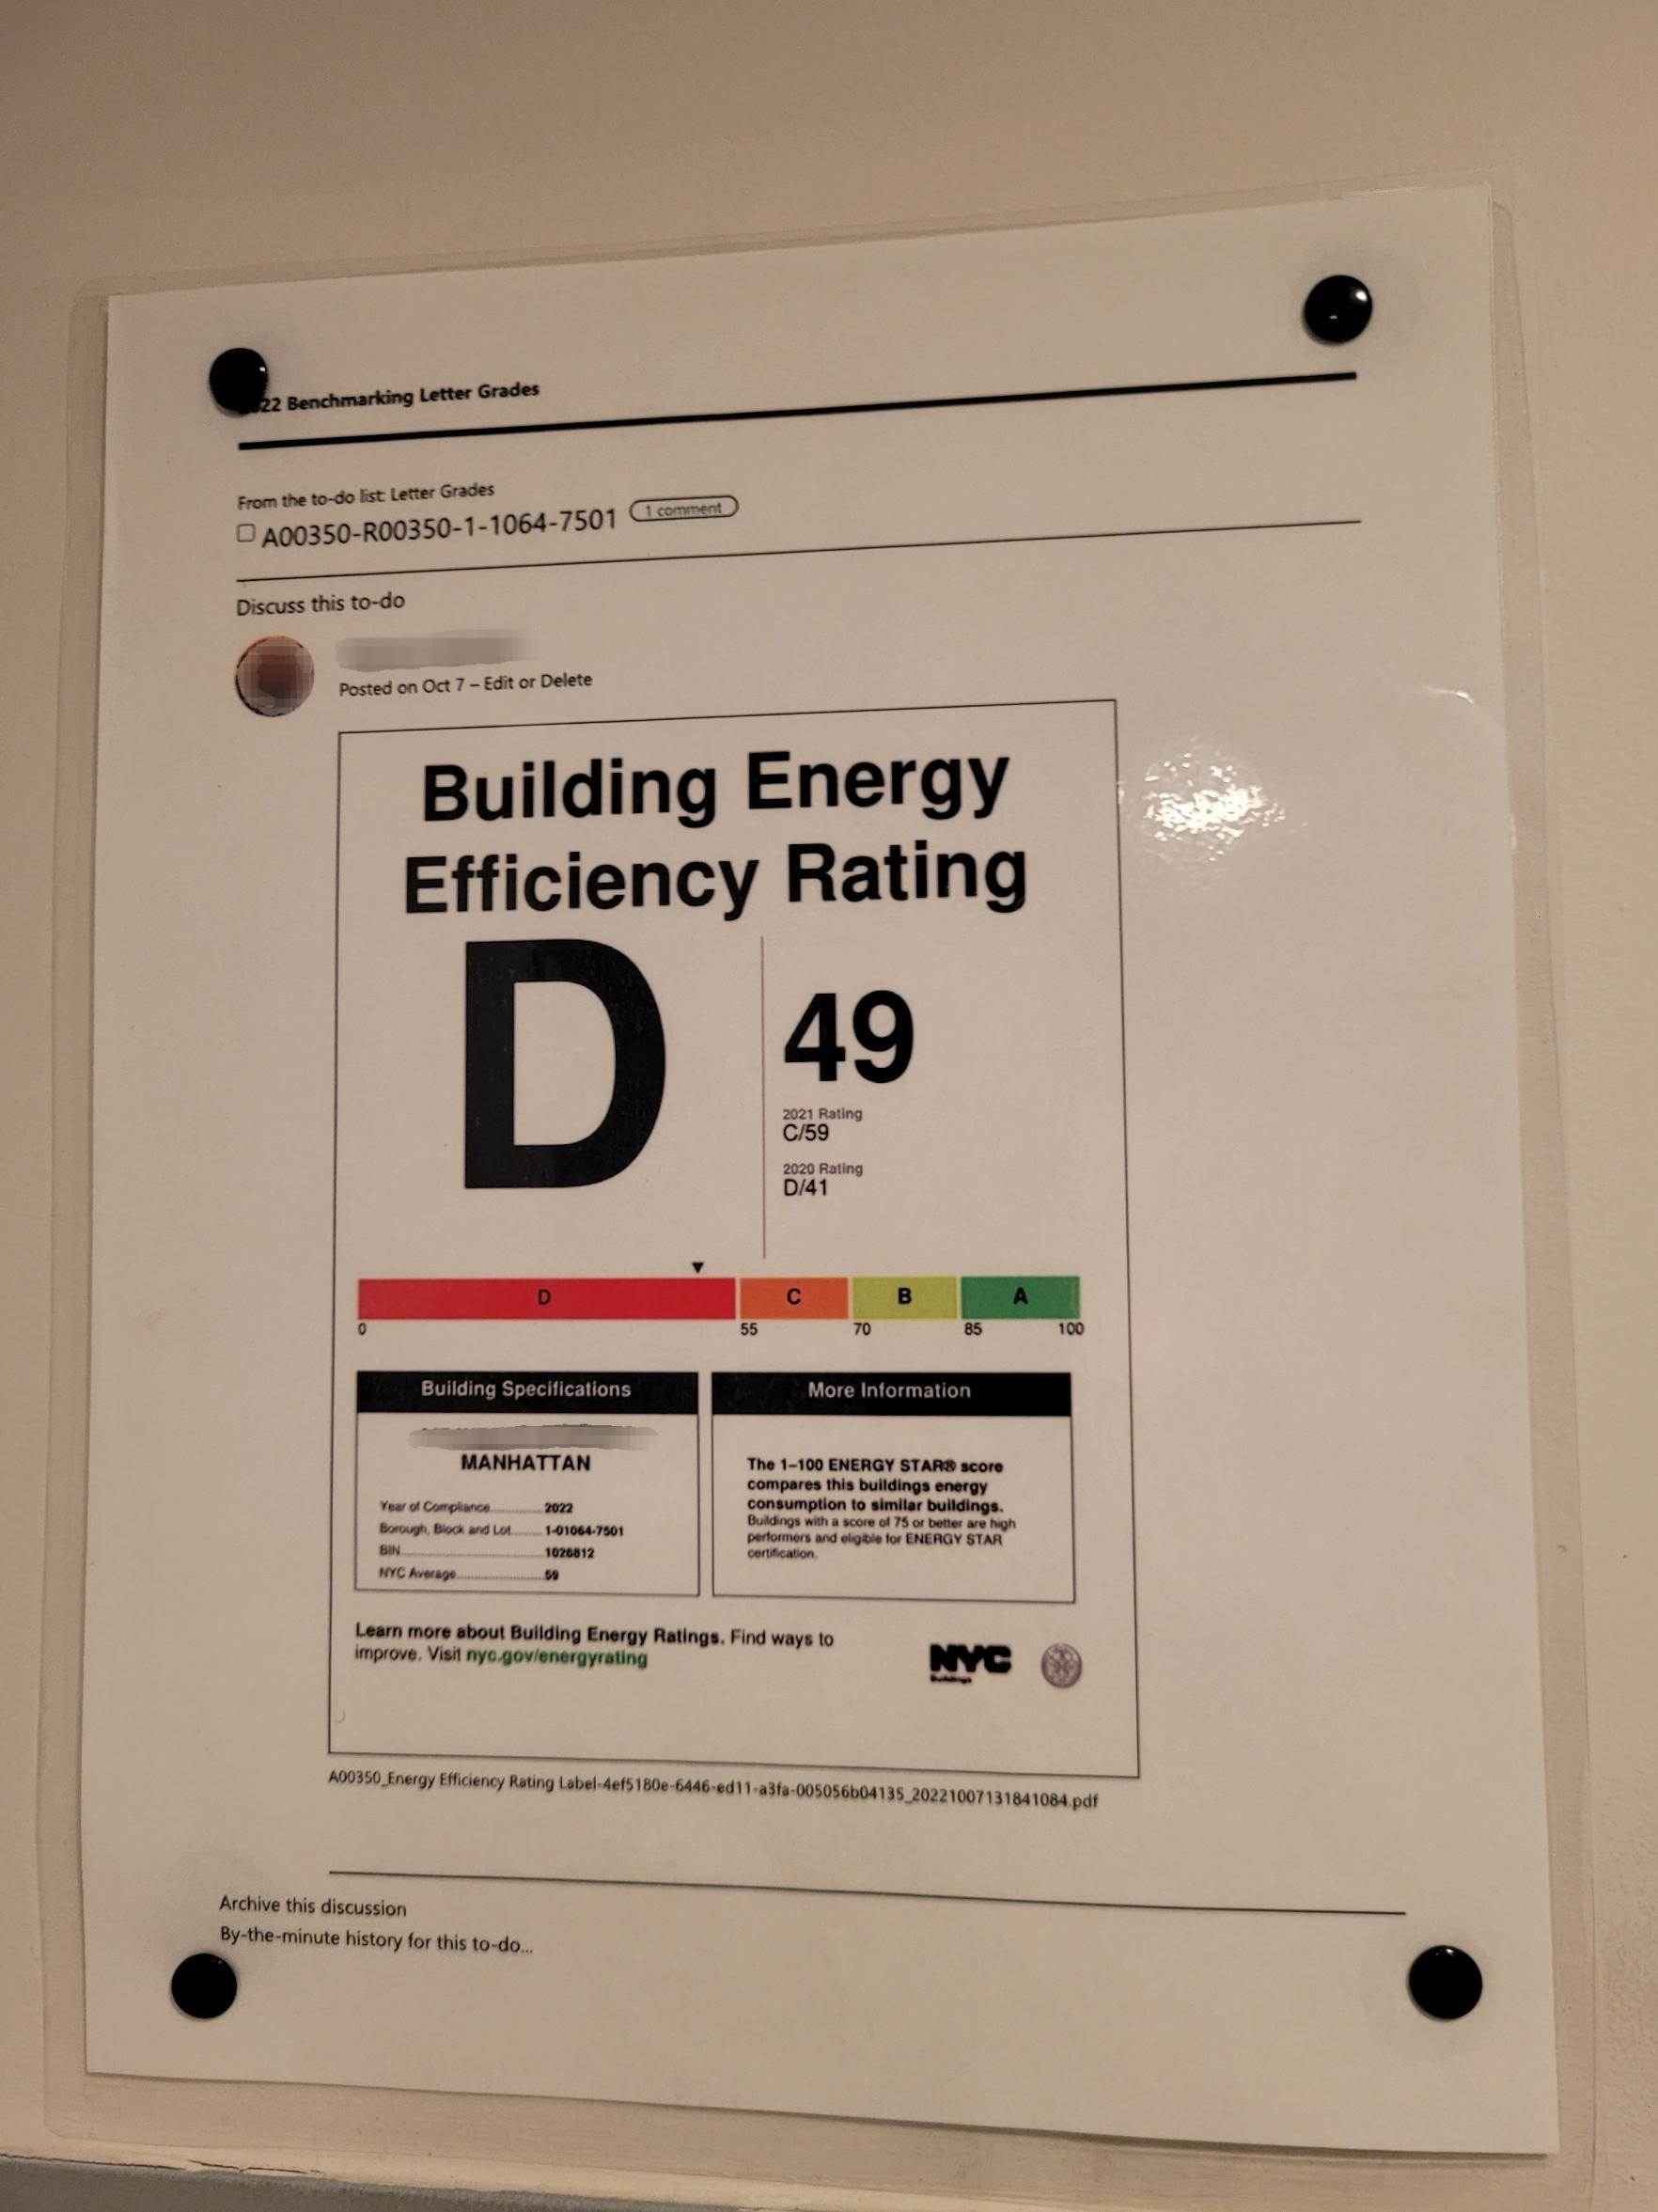 22 Benchmarking Letter Grades
From the to-do list: Letter Grades
A00350-R00350-1-1064-7501 1 comment
Discuss this to-do
Posted on Oct 7 – Edit or Delete
Building Energy
Efficiency Rating
D
49
2021 Rating
C/59
2020 Rating
D/41
D C B A
0 55 70 85 100
Building Specifications
MANHATTAN
Year of Compliance 2022
Borough, Block and Lot 1-01064-7501
BIN 1026812
NYC Average 59
More Information
The 1–100 ENERGY STAR® score
compares this buildings energy
consumption to similar buildings.
Buildings with a score of 75 or better are high
performers and eligible for ENERGY STAR
certification.
Learn more about Building Energy Ratings. Find ways to
improve. Visit nyc.gov/energyrating
NYC
Buildings
A00350_Energy Efficiency Rating Label-4ef5180e-6446-ed11-a3fa-005056b04135_20221007131841084.pdf
Archive this discussion
By-the-minute history for this to-do...